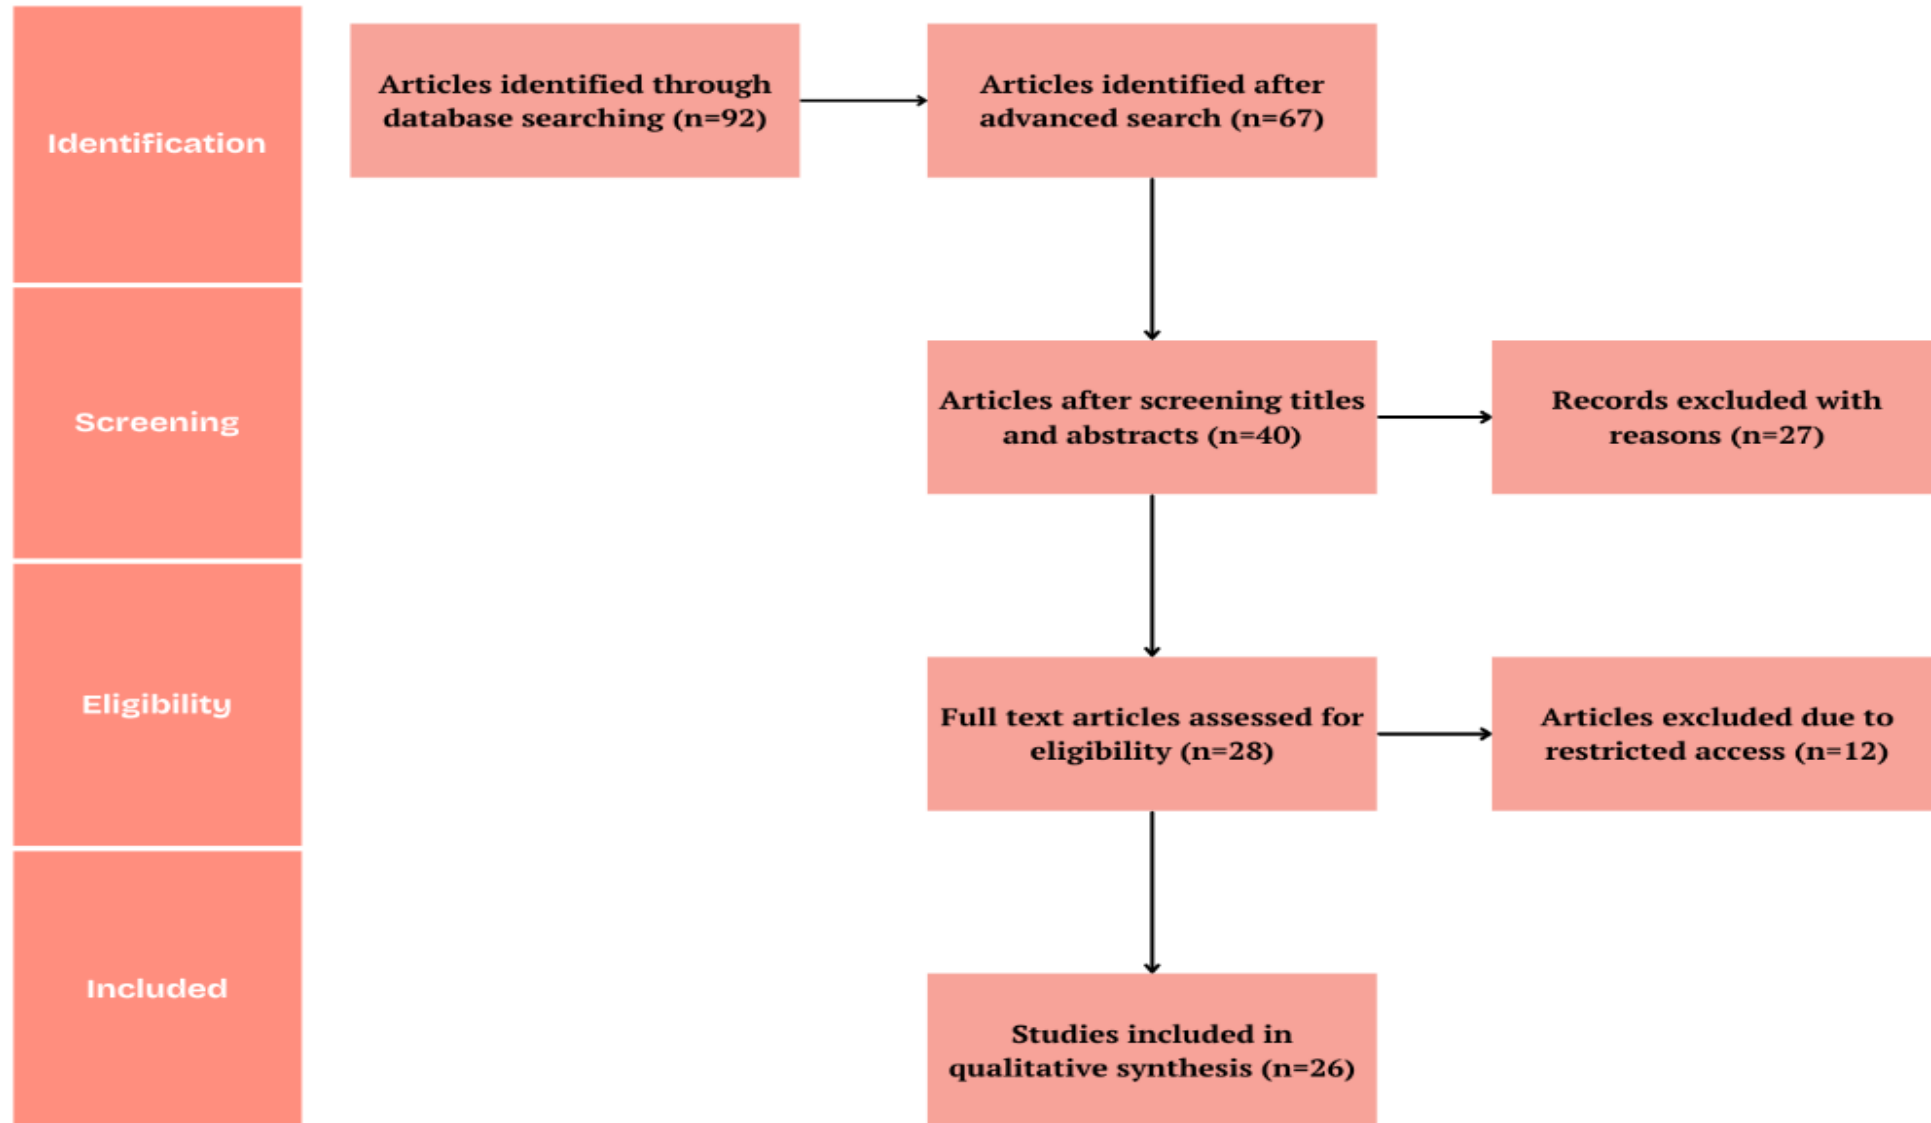 Identification
Articles identified through
database searching (n=92)
Articles identified after
advanced search (n=67)
Screening
Articles after screening titles
and abstracts (n=40)
Records excluded with
reasons (n=27)
Eligibility
Full text articles assessed for
eligibility (n=28)
Articles excluded due to
restricted access (n=12)
Included
Studies included in
qualitative synthesis (n=26)